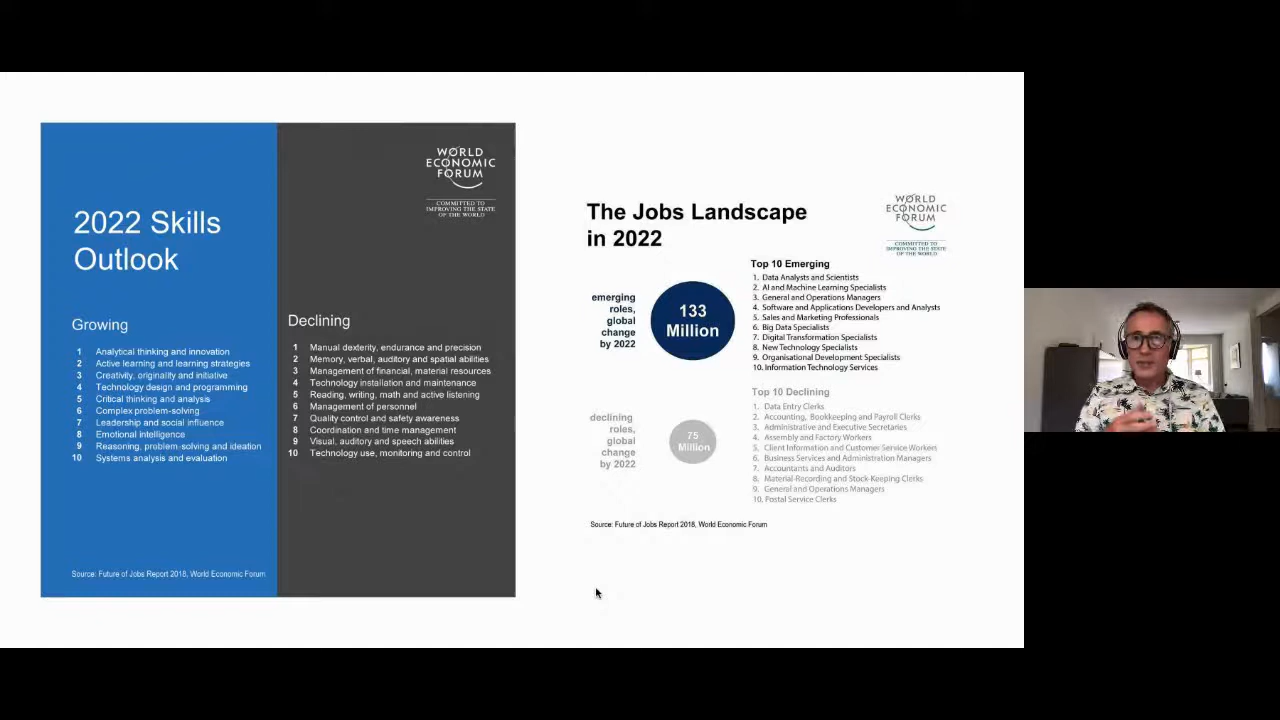 WORLD
ECONOMIC
FORUM
COMMITTED TO
IMPROVING THE STATE
OF THE WORLD
2022 Skills
Outlook
Growing
1 Analytical thinking and innovation
2 Active learning and learning strategies
3 Creativity, originality and initiative
4 Technology design and programming
5 Critical thinking and analysis
6 Complex problem-solving
7 Leadership and social influence
8 Emotional intelligence
9 Reasoning, problem-solving and ideation
10 Systems analysis and evaluation
Declining
1 Manual dexterity, endurance and precision
2 Memory, verbal, auditory and spatial abilities
3 Management of financial, material resources
4 Technology installation and maintenance
5 Reading, writing, math and active listening
6 Management of personnel
7 Quality control and safety awareness
8 Coordination and time management
9 Visual, auditory and speech abilities
10 Technology use, monitoring and control
Source: Future of Jobs Report 2018, World Economic Forum
The Jobs Landscape
in 2022
WORLD
ECONOMIC
FORUM
COMMITTED TO
IMPROVING THE STATE
OF THE WORLD
emerging
roles,
global
change
by 2022
133
Million
Top 10 Emerging
1. Data Analysts and Scientists
2. AI and Machine Learning Specialists
3. General and Operations Managers
4. Software and Applications Developers and Analysts
5. Sales and Marketing Professionals
6. Big Data Specialists
7. Digital Transformation Specialists
8. New Technology Specialists
9. Organisational Development Specialists
10. Information Technology Services
declining
roles,
global
change
by 2022
75
Million
Top 10 Declining
1. Data Entry Clerks
2. Accounting, Bookkeeping and Payroll Clerks
3. Administrative and Executive Secretaries
4. Assembly and Factory Workers
5. Client Information and Customer Service Workers
6. Business Services and Administration Managers
7. Accountants and Auditors
8. Material-Recording and Stock-Keeping Clerks
9. General and Operations Managers
10. Postal Service Clerks
Source: Future of Jobs Report 2018, World Economic Forum